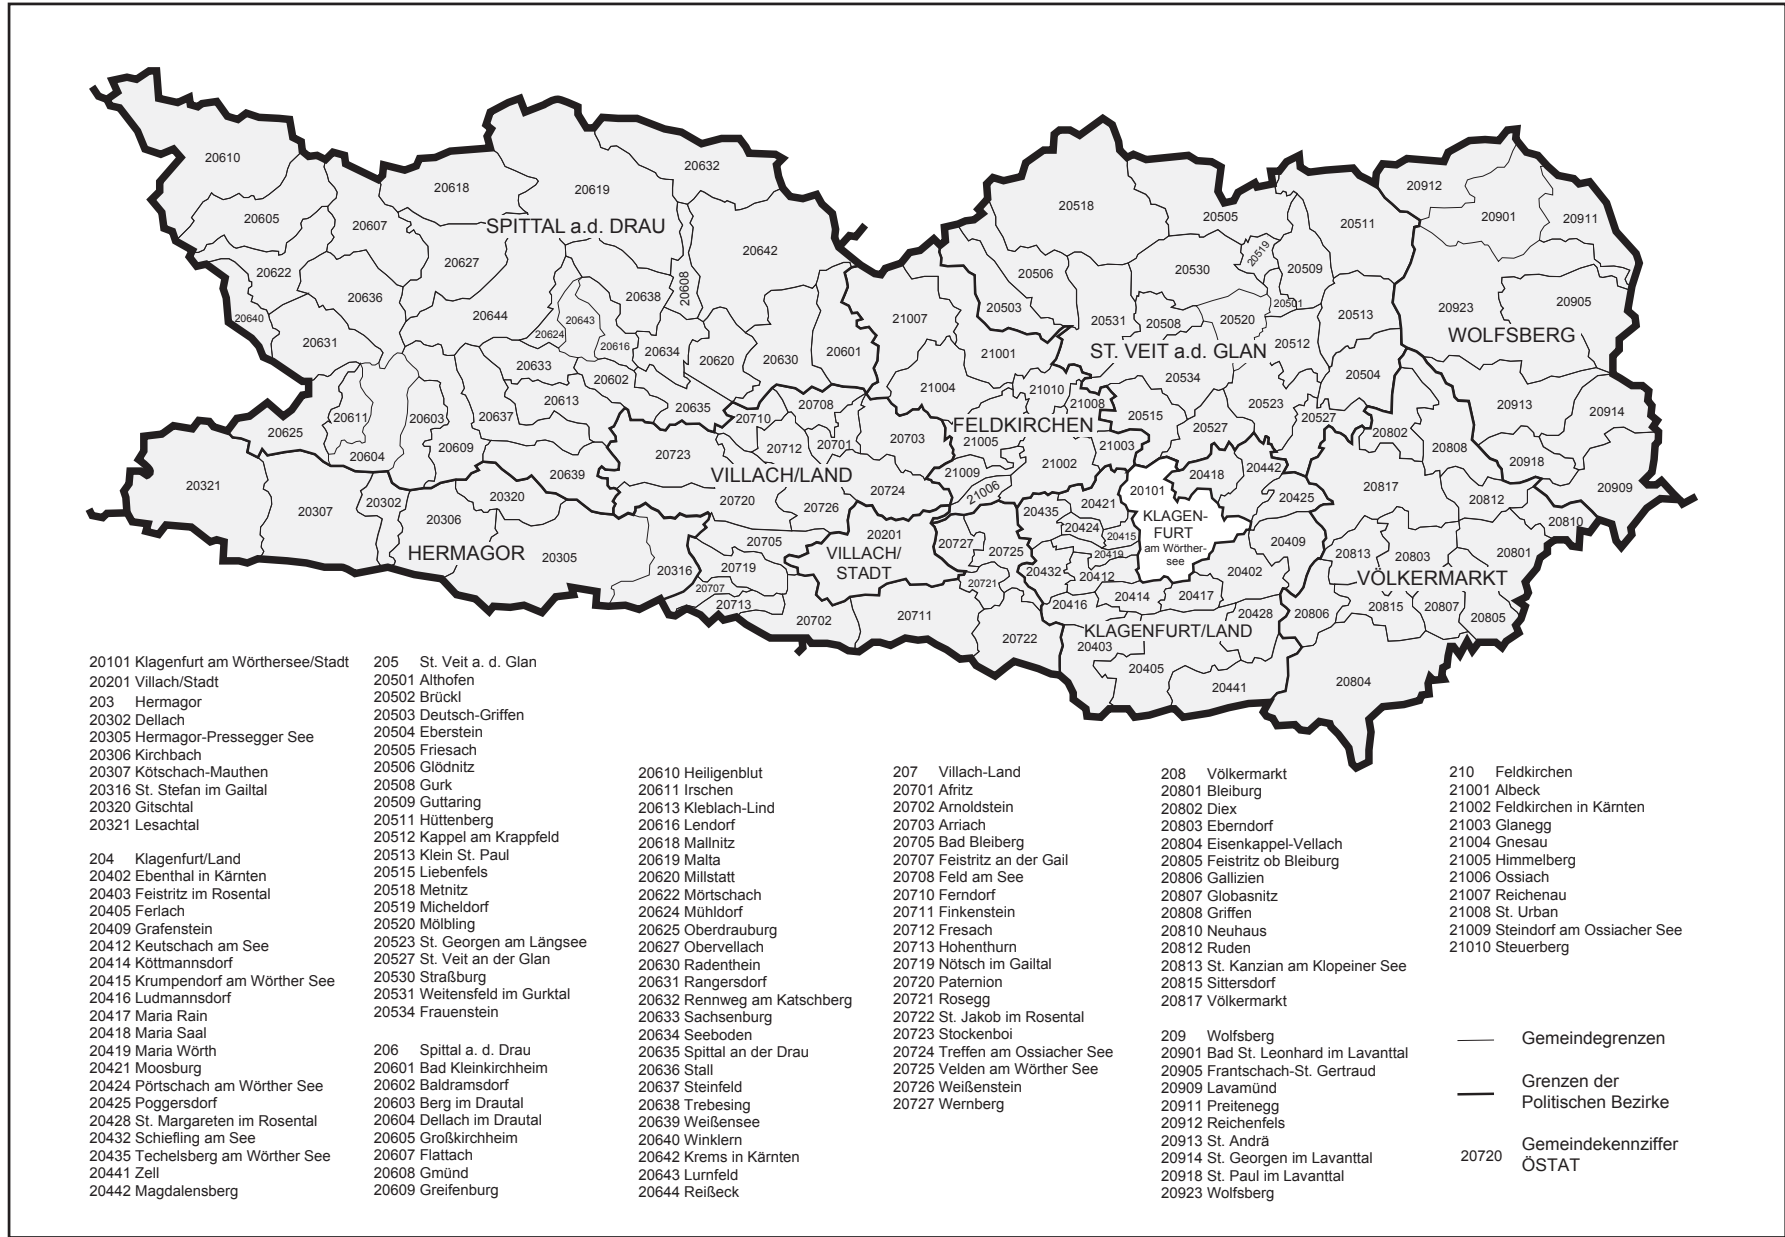 20610
20632
20618
20619
20912
20605
20607
SPITTAL a.d. DRAU
20518
20505
20511
20901
20911
20622
20627
20642
20506
20530
20519
20509
20636
20638
20608
20503
20501
20923
20905
20640
20644
20643
20624
21007
20531
20508
20520
20513
WOLFSBERG
20631
20616
20634
20620
20630
20601
21001
ST. VEIT a.d. GLAN
20512
20633
20602
21004
21010
20534
20504
20611
20603
20637
20613
20635
20710
20708
21008
20515
20523
20527
20913
20914
20625
20604
20609
20712
20701
20703
FELDKIRCHEN
21005
21003
20527
20802
20808
20723
VILLACH/LAND
21009
21002
20418
20442
20918
20321
20639
20724
21006
20101
20817
20909
20307
20302
20320
20720
20726
20435
20421
20425
20812
20306
20424
20415
KLAGEN-
FURT
am Wörther-
see
20810
HERMAGOR
20305
20705
20201
VILLACH/
STADT
20727
20725
20419
20409
20813
20803
20801
20316
20719
20432
20412
20402
VÖLKERMARKT
20707
20721
20414
20417
20713
20702
20711
20416
20428
20806
20815
20807
20805
20722
KLAGENFURT/LAND
20403
20405
20441
20804
20101 Klagenfurt am Wörthersee/Stadt
20201 Villach/Stadt
203 Hermagor
20302 Dellach
20305 Hermagor-Pressegger See
20306 Kirchbach
20307 Kötschach-Mauthen
20316 St. Stefan im Gailtal
20320 Gitschtal
20321 Lesachtal
204 Klagenfurt/Land
20402 Ebenthal in Kärnten
20403 Feistritz im Rosental
20405 Ferlach
20409 Grafenstein
20412 Keutschach am See
20414 Köttmannsdorf
20415 Krumpendorf am Wörther See
20416 Ludmannsdorf
20417 Maria Rain
20418 Maria Saal
20419 Maria Wörth
20421 Moosburg
20424 Pörtschach am Wörther See
20425 Poggersdorf
20428 St. Margareten im Rosental
20432 Schiefling am See
20435 Techelsberg am Wörther See
20441 Zell
20442 Magdalensberg
205 St. Veit a. d. Glan
20501 Althofen
20502 Brückl
20503 Deutsch-Griffen
20504 Eberstein
20505 Friesach
20506 Glödnitz
20508 Gurk
20509 Guttaring
20511 Hüttenberg
20512 Kappel am Krappfeld
20513 Klein St. Paul
20515 Liebenfels
20518 Metnitz
20519 Micheldorf
20520 Mölbling
20523 St. Georgen am Längsee
20527 St. Veit an der Glan
20530 Straßburg
20531 Weitensfeld im Gurktal
20534 Frauenstein
206 Spittal a. d. Drau
20601 Bad Kleinkirchheim
20602 Baldramsdorf
20603 Berg im Drautal
20604 Dellach im Drautal
20605 Großkirchheim
20607 Flattach
20608 Gmünd
20609 Greifenburg
20610 Heiligenblut
20611 Irschen
20613 Kleblach-Lind
20616 Lendorf
20618 Mallnitz
20619 Malta
20620 Millstatt
20622 Mörtschach
20624 Mühldorf
20625 Oberdrauburg
20627 Obervellach
20630 Radenthein
20631 Rangersdorf
20632 Rennweg am Katschberg
20633 Sachsenburg
20634 Seeboden
20635 Spittal an der Drau
20636 Stall
20637 Steinfeld
20638 Trebesing
20639 Weißensee
20640 Winklern
20642 Krems in Kärnten
20643 Lurnfeld
20644 Reißeck
207 Villach-Land
20701 Afritz
20702 Arnoldstein
20703 Arriach
20705 Bad Bleiberg
20707 Feistritz an der Gail
20708 Feld am See
20710 Ferndorf
20711 Finkenstein
20712 Fresach
20713 Hohenthurn
20719 Nötsch im Gailtal
20720 Paternion
20721 Rosegg
20722 St. Jakob im Rosental
20723 Stockenboi
20724 Treffen am Ossiacher See
20725 Velden am Wörther See
20726 Weißenstein
20727 Wernberg
208 Völkermarkt
20801 Bleiburg
20802 Diex
20803 Eberndorf
20804 Eisenkappel-Vellach
20805 Feistritz ob Bleiburg
20806 Gallizien
20807 Globasnitz
20808 Griffen
20810 Neuhaus
20812 Ruden
20813 St. Kanzian am Klopeiner See
20815 Sittersdorf
20817 Völkermarkt
209 Wolfsberg
20901 Bad St. Leonhard im Lavanttal
20905 Frantschach-St. Gertraud
20909 Lavamünd
20911 Preitenegg
20912 Reichenfels
20913 St. Andrä
20914 St. Georgen im Lavanttal
20918 St. Paul im Lavanttal
20923 Wolfsberg
210 Feldkirchen
21001 Albeck
21002 Feldkirchen in Kärnten
21003 Glanegg
21004 Gnesau
21005 Himmelberg
21006 Ossiach
21007 Reichenau
21008 St. Urban
21009 Steindorf am Ossiacher See
21010 Steuerberg
Gemeindegrenzen
Grenzen der
Politischen Bezirke
20720 Gemeindekennziffer
ÖSTAT